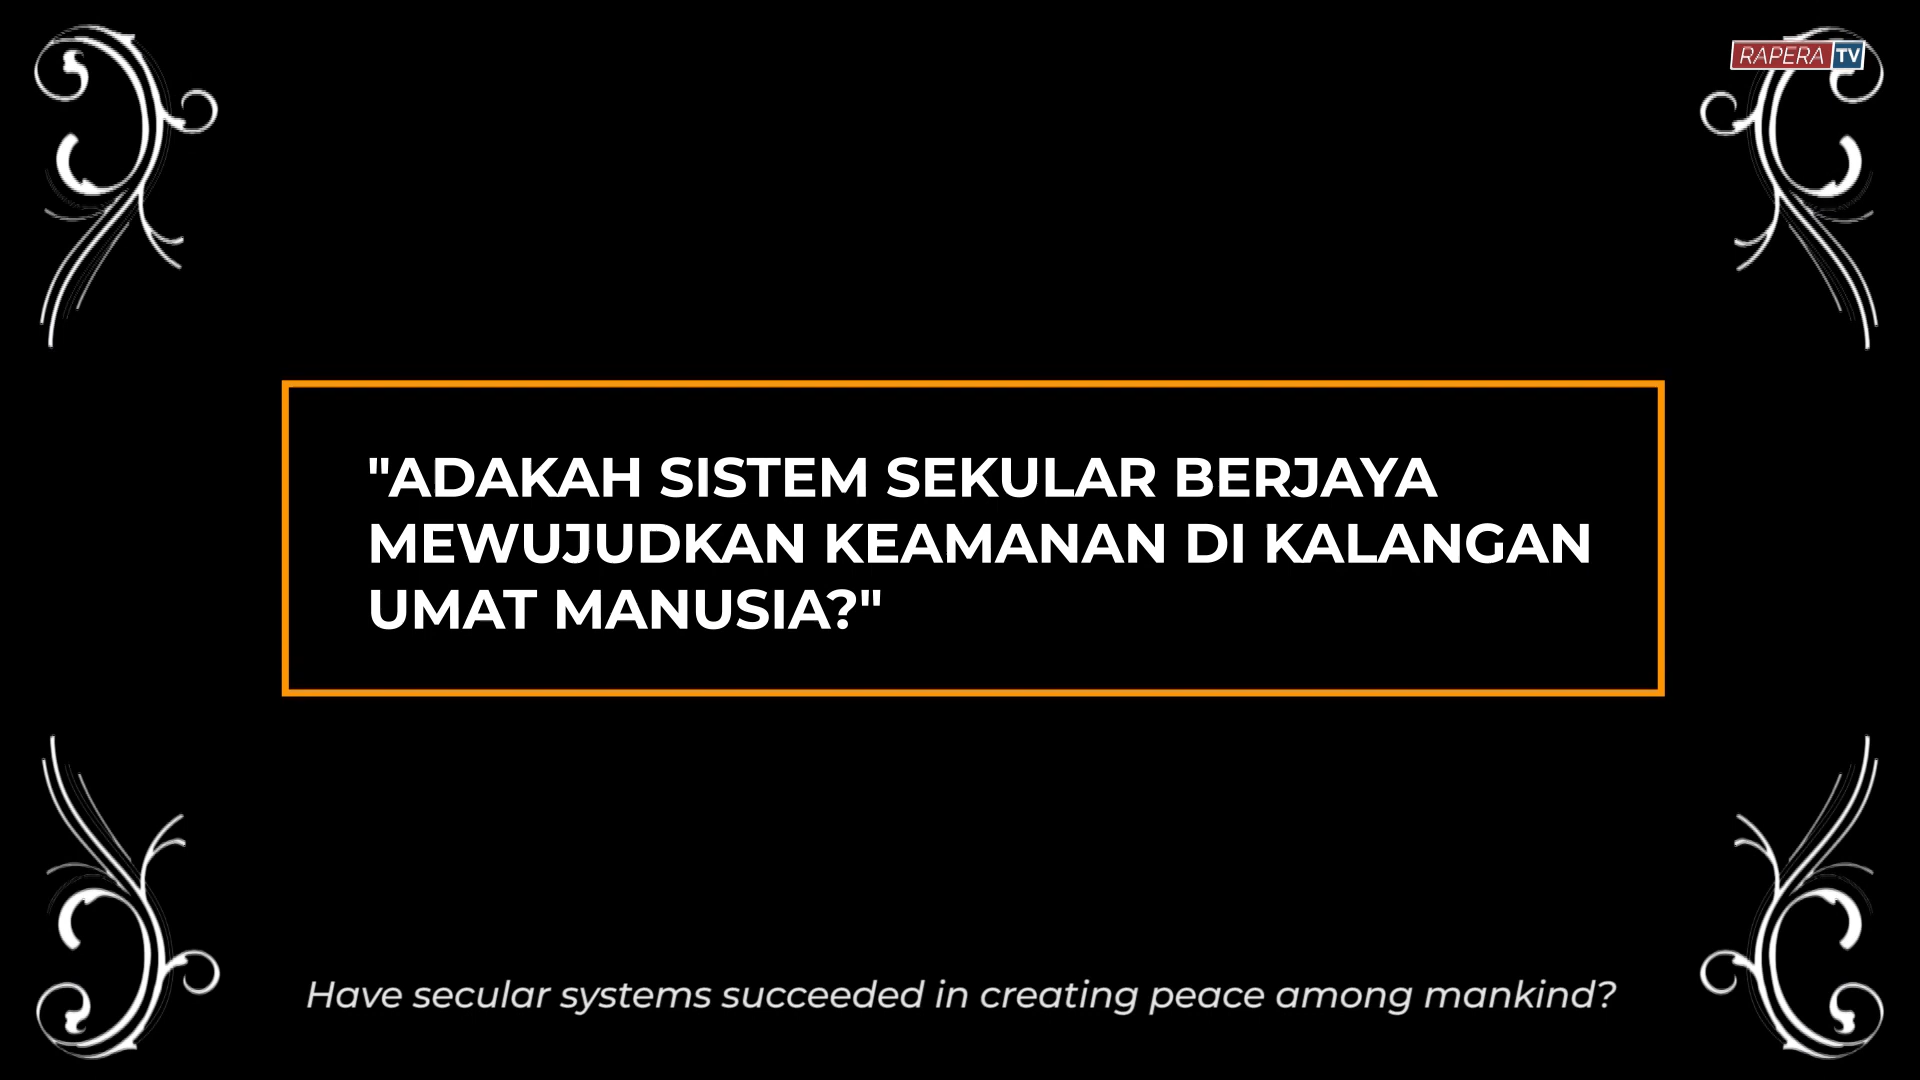 RAPERA TV
"ADAKAH SISTEM SEKULAR BERJAYA
MEWUJUDKAN KEAMANAN DI KALANGAN
UMAT MANUSIA?"
Have secular systems succeeded in creating peace among mankind?